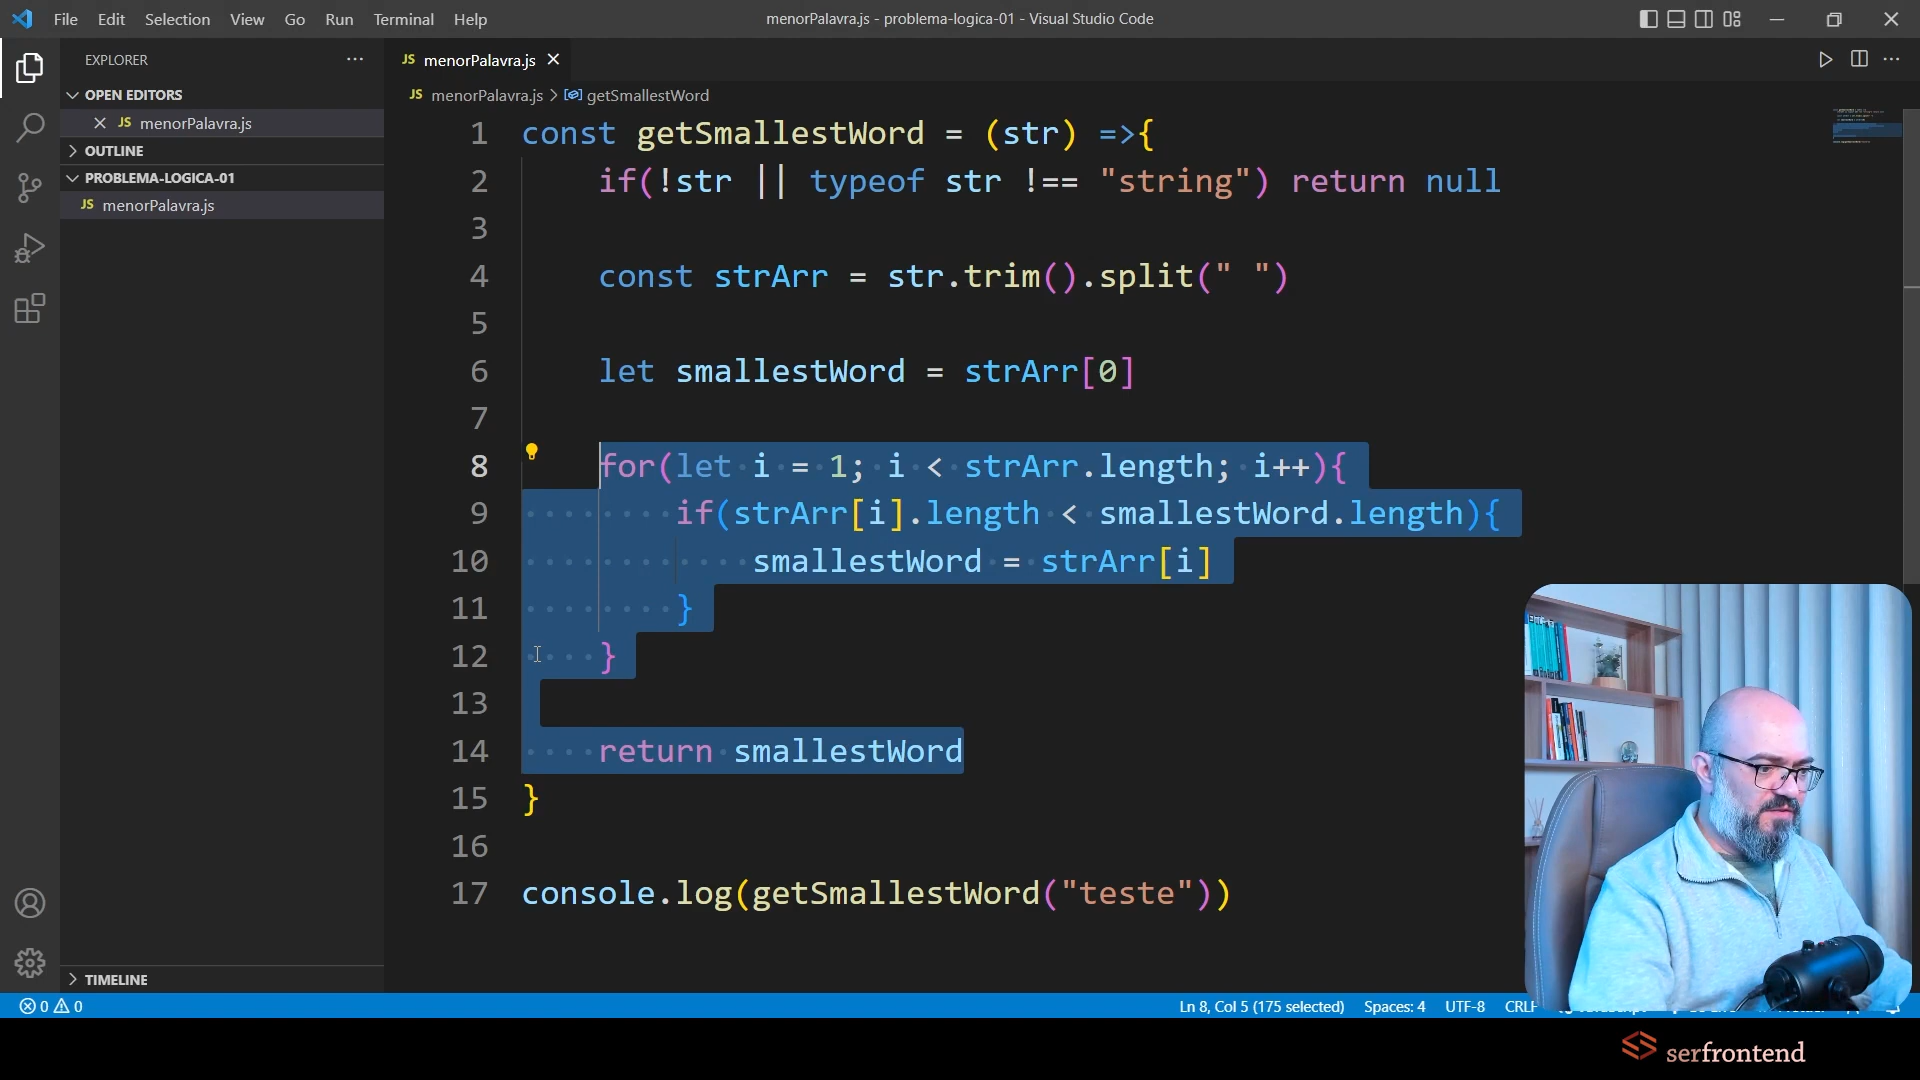 File Edit Selection View Go Run Terminal Help
menorPalavra.js - problema-logica-01 - Visual Studio Code
EXPLORER
OPEN EDITORS
JS menorPalavra.js
OUTLINE
PROBLEMA-LOGICA-01
JS menorPalavra.js
TIMELINE
JS menorPalavra.js
JS menorPalavra.js > getSmallestWord
1 const getSmallestWord = (str) =>{
2 if(!str || typeof str !== "string") return null
3
4 const strArr = str.trim().split(" ")
5
6 let smallestWord = strArr[0]
7
8 for(let i = 1; i < strArr.length; i++){
9 if(strArr[i].length < smallestWord.length){
10 smallestWord = strArr[i]
11 }
12 }
13
14 return smallestWord
15 }
16
17 console.log(getSmallestWord("teste"))
0 0
Ln 8, Col 5 (175 selected) Spaces: 4 UTF-8 CRLF
serfrontend